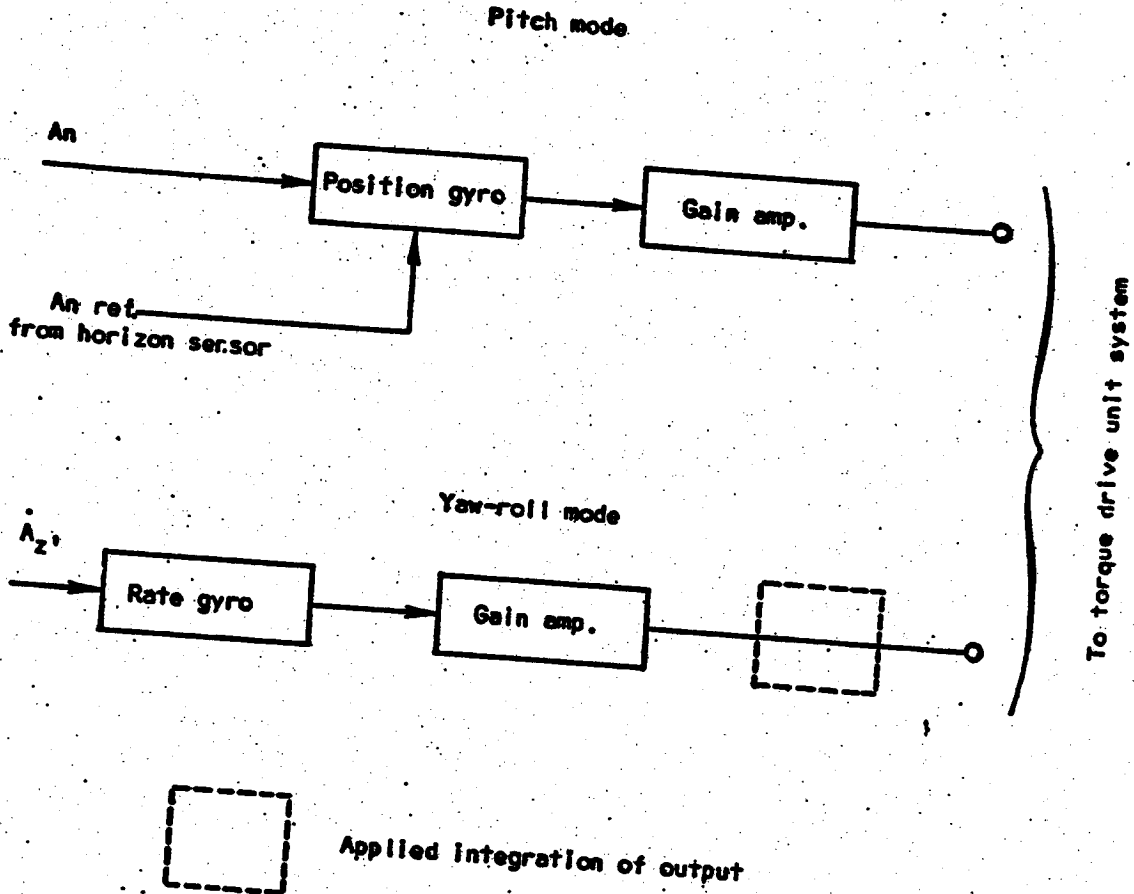 Pitch mode
An
Position gyro
Gain amp.
An ref.
from horizon sensor
Yaw-roll mode
Ȧz'
Rate gyro
Gain amp.
To torque drive unit system
Applied integration of output